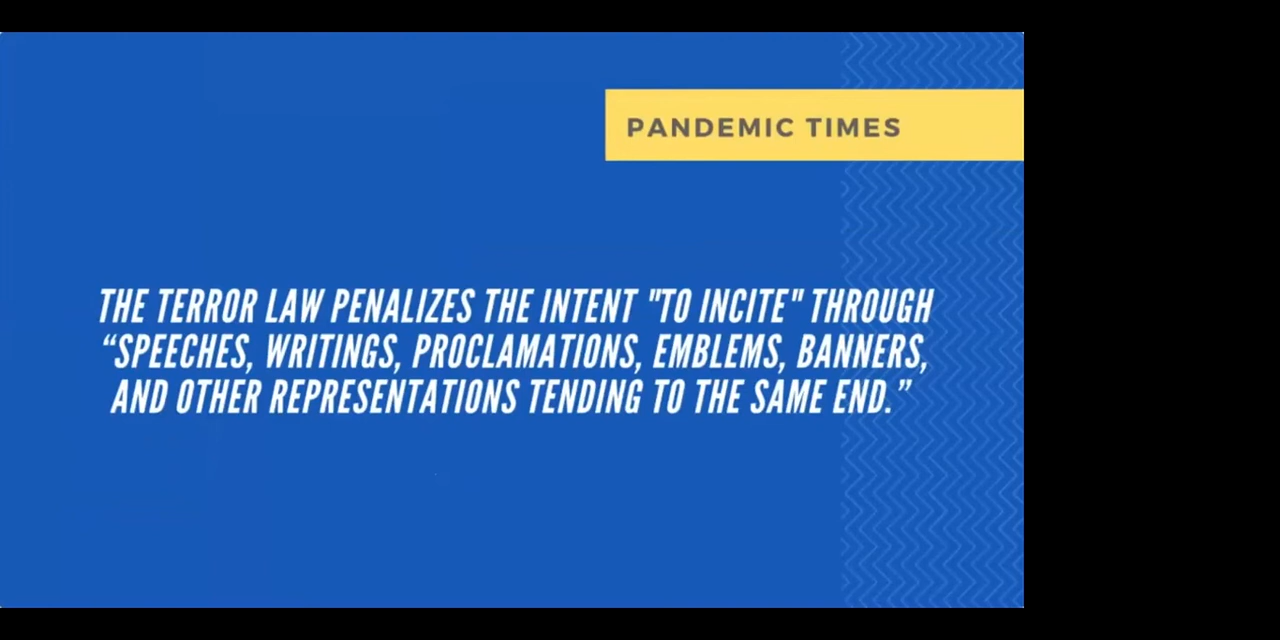 PANDEMIC TIMES
THE TERROR LAW PENALIZES THE INTENT "TO INCITE" THROUGH
“SPEECHES, WRITINGS, PROCLAMATIONS, EMBLEMS, BANNERS,
AND OTHER REPRESENTATIONS TENDING TO THE SAME END.”